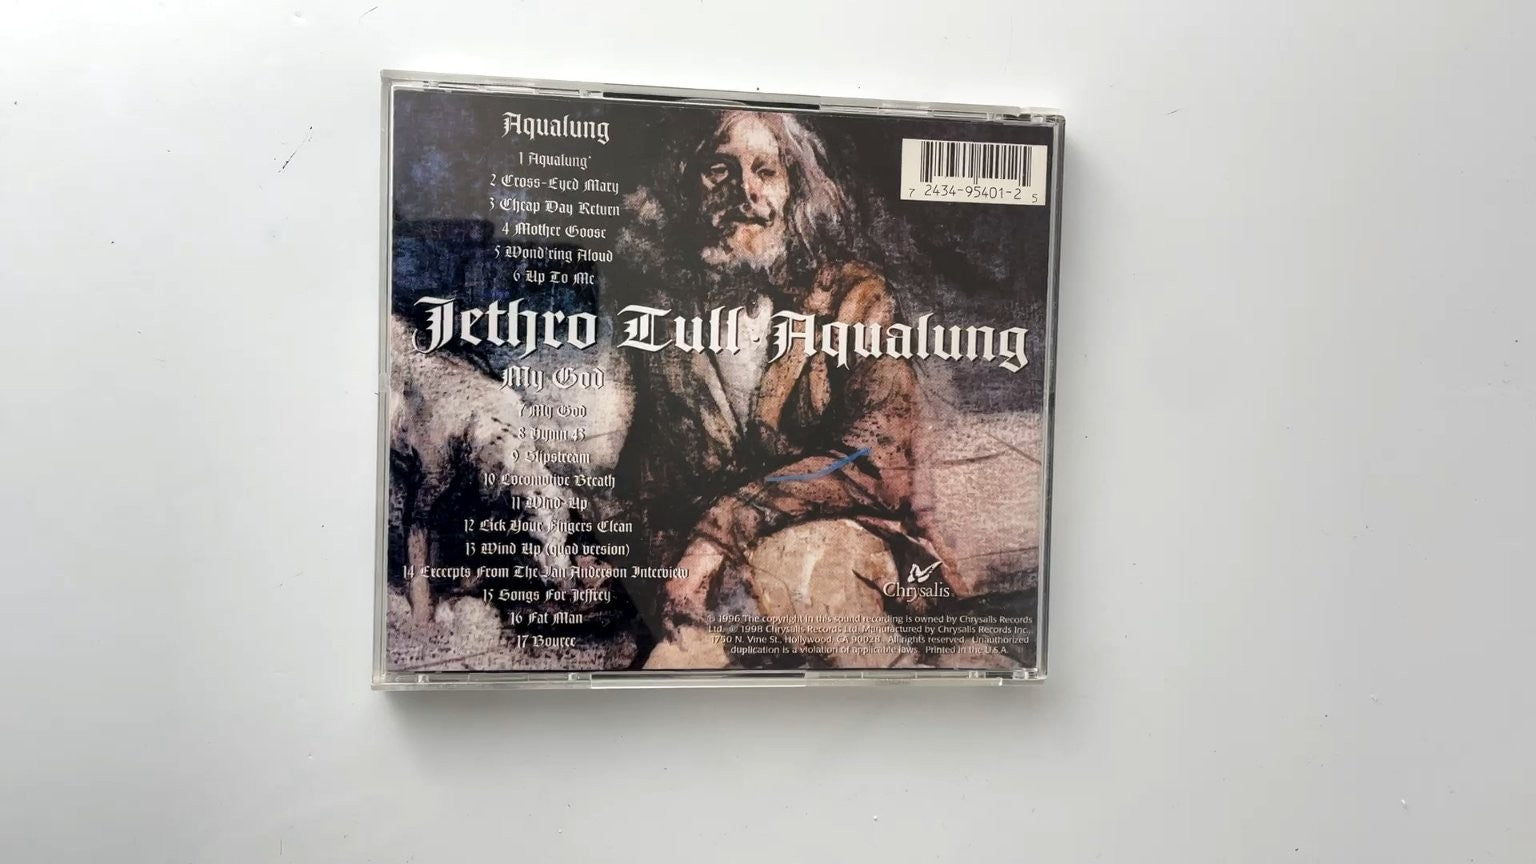 Aqualung
1 Aqualung
2 Cross-Eyed Mary
3 Cheap Day Return
4 Mother Goose
5 Wond'ring Aloud
6 Up To Me
7 2434-95401-2 5
Jethro Tull · Aqualung
My God
7 My God
8 Hymn 43
9 Slipstream
10 Locomotive Breath
11 Wind-Up
12 Lick Your Fingers Clean
13 Wind Up (quad version)
14 Excerpts From The Ian Anderson Interview
15 Songs For Jeffrey
16 Fat Man
17 Bouree
Chrysalis
℗ 1996 The copyright in this sound recording is owned by Chrysalis Records
Ltd. © 1998 Chrysalis Records Ltd. Manufactured by Chrysalis Records Inc.,
1750 N. Vine St., Hollywood, CA 90028. All rights reserved. Unauthorized
duplication is a violation of applicable laws. Printed in the U.S.A.